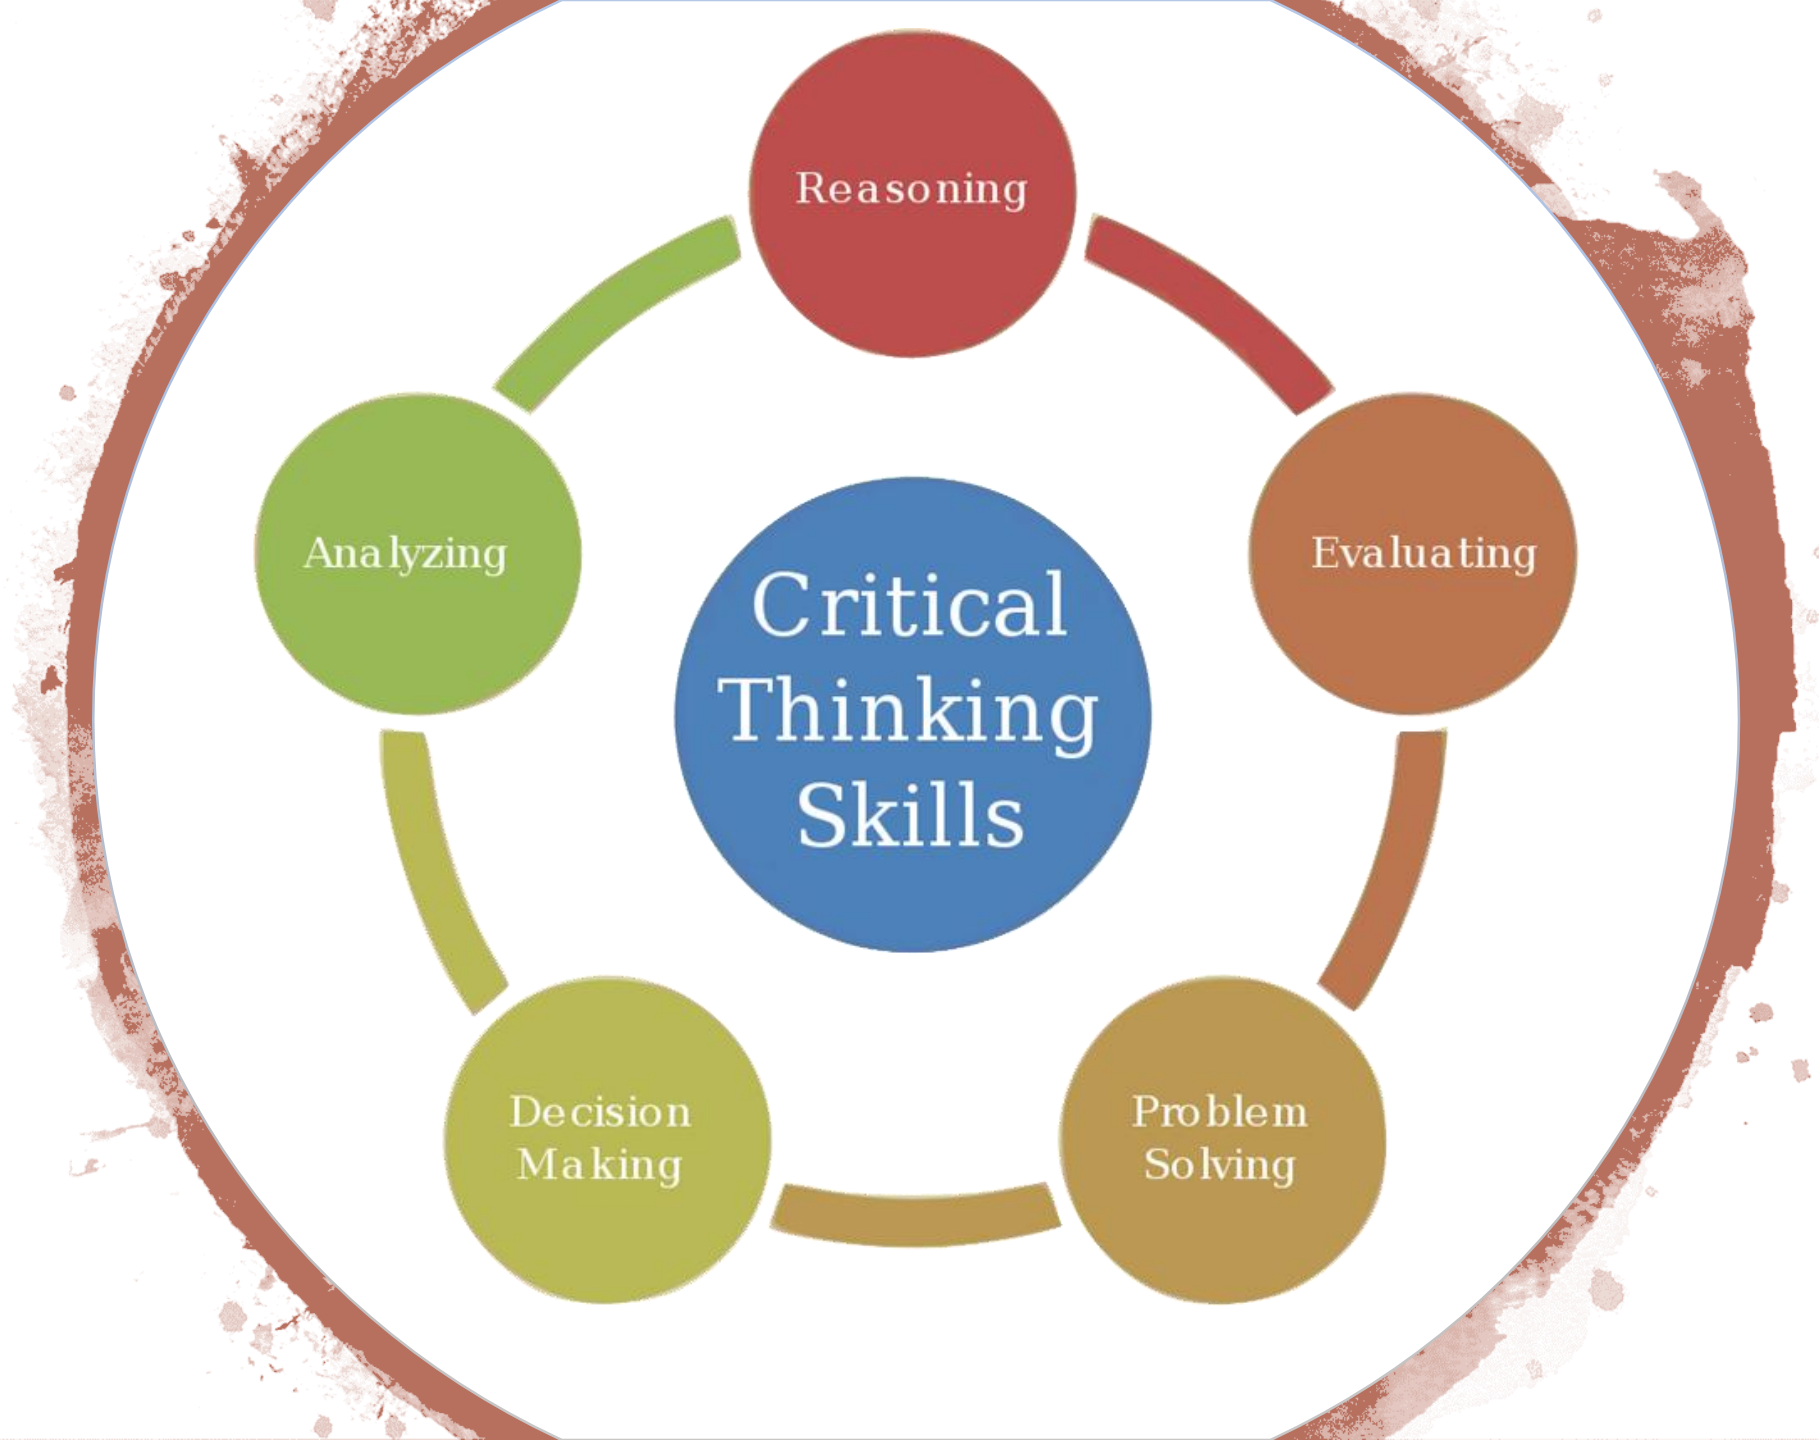 Reasoning
Analyzing
Evaluating
Critical
Thinking
Skills
Decision
Making
Problem
Solving